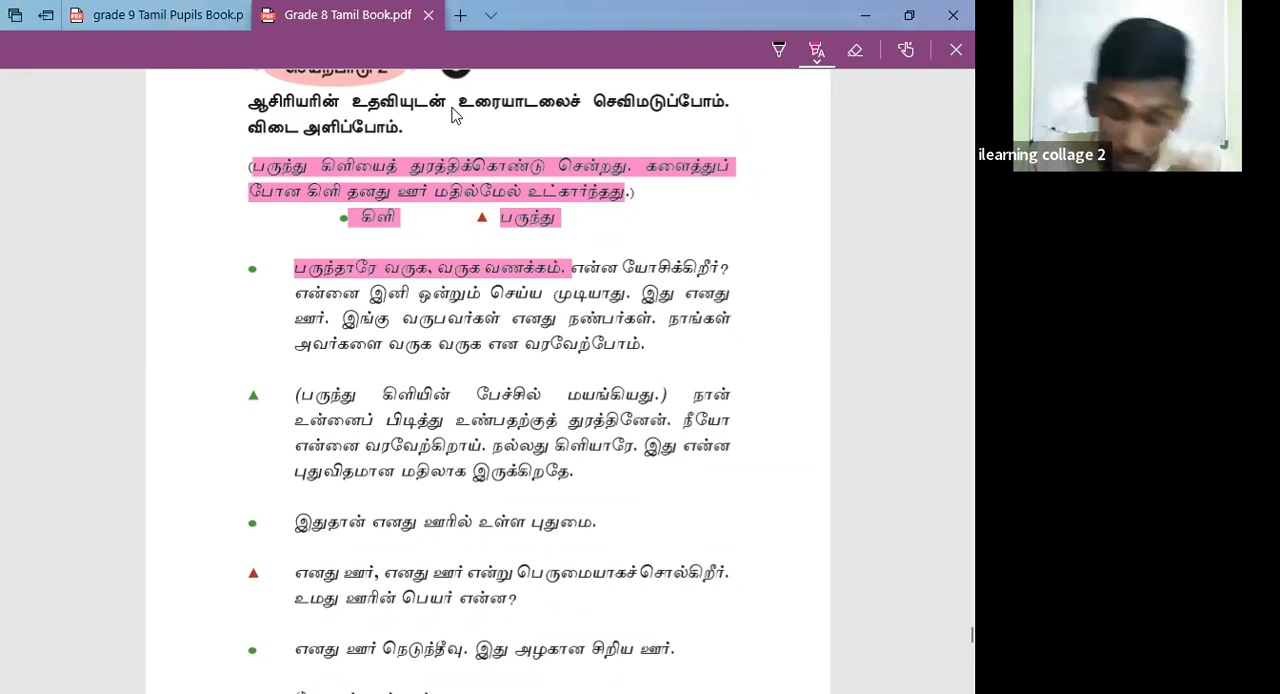 grade 9 Tamil Pupils Book.p
Grade 8 Tamil Book.pdf
ilearning collage 2
செயற்பாடு 2
ஆசிரியரின் உதவியுடன் உரையாடலைச் செவிமடுப்போம்.
விடை அளிப்போம்.
(பருந்து கிளியைத் துரத்திக்கொண்டு சென்றது. களைத்துப்
போன கிளி தனது ஊர் மதில்மேல் உட்கார்ந்தது.)
கிளி பருந்து
பருந்தாரே வருக, வருக வணக்கம். என்ன யோசிக்கிறீர்?
என்னை இனி ஒன்றும் செய்ய முடியாது. இது எனது
ஊர். இங்கு வருபவர்கள் எனது நண்பர்கள். நாங்கள்
அவர்களை வருக வருக என வரவேற்போம்.
(பருந்து கிளியின் பேச்சில் மயங்கியது.) நான்
உன்னைப் பிடித்து உண்பதற்குத் துரத்தினேன். நீயோ
என்னை வரவேற்கிறாய். நல்லது கிளியாரே. இது என்ன
புதுவிதமான மதிலாக இருக்கிறதே.
இதுதான் எனது ஊரில் உள்ள புதுமை.
எனது ஊர், எனது ஊர் என்று பெருமையாகச் சொல்கிறீர்.
உமது ஊரின் பெயர் என்ன?
எனது ஊர் நெடுந்தீவு. இது அழகான சிறிய ஊர்.